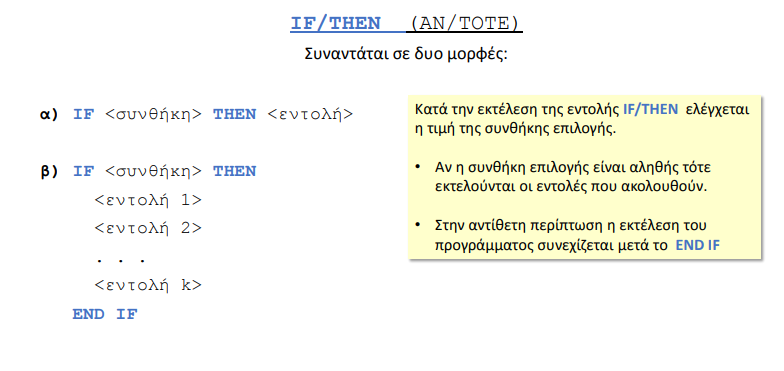 IF/THEN (ΑΝ/ΤΟΤΕ)
Συναντάται σε δυο μορφές:
α) IF <συνθήκη> THEN <εντολή>
β) IF <συνθήκη> THEN
<εντολή 1>
<εντολή 2>
. . .
<εντολή k>
END IF
Κατά την εκτέλεση της εντολής IF/THEN ελέγχεται
η τιμή της συνθήκης επιλογής.
• Αν η συνθήκη επιλογής είναι αληθής τότε
εκτελούνται οι εντολές που ακολουθούν.
• Στην αντίθετη περίπτωση η εκτέλεση του
προγράμματος συνεχίζεται μετά το END IF